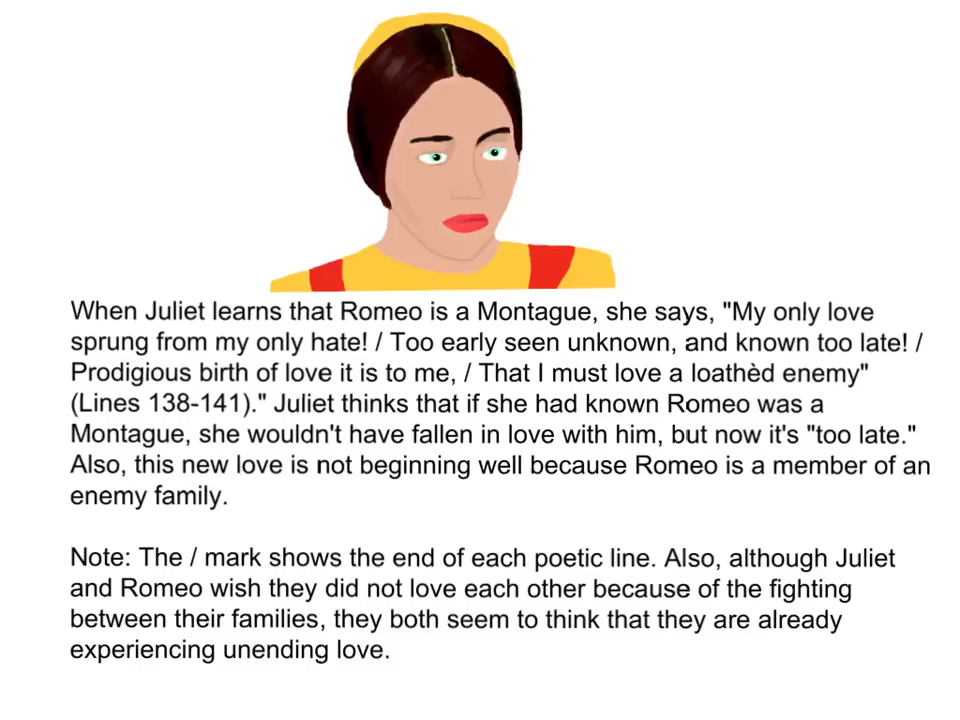 When Juliet learns that Romeo is a Montague, she says, "My only love
sprung from my only hate! / Too early seen unknown, and known too late! /
Prodigious birth of love it is to me, / That I must love a loathèd enemy"
(Lines 138-141)." Juliet thinks that if she had known Romeo was a
Montague, she wouldn't have fallen in love with him, but now it's "too late."
Also, this new love is not beginning well because Romeo is a member of an
enemy family.
Note: The / mark shows the end of each poetic line. Also, although Juliet
and Romeo wish they did not love each other because of the fighting
between their families, they both seem to think that they are already
experiencing unending love.